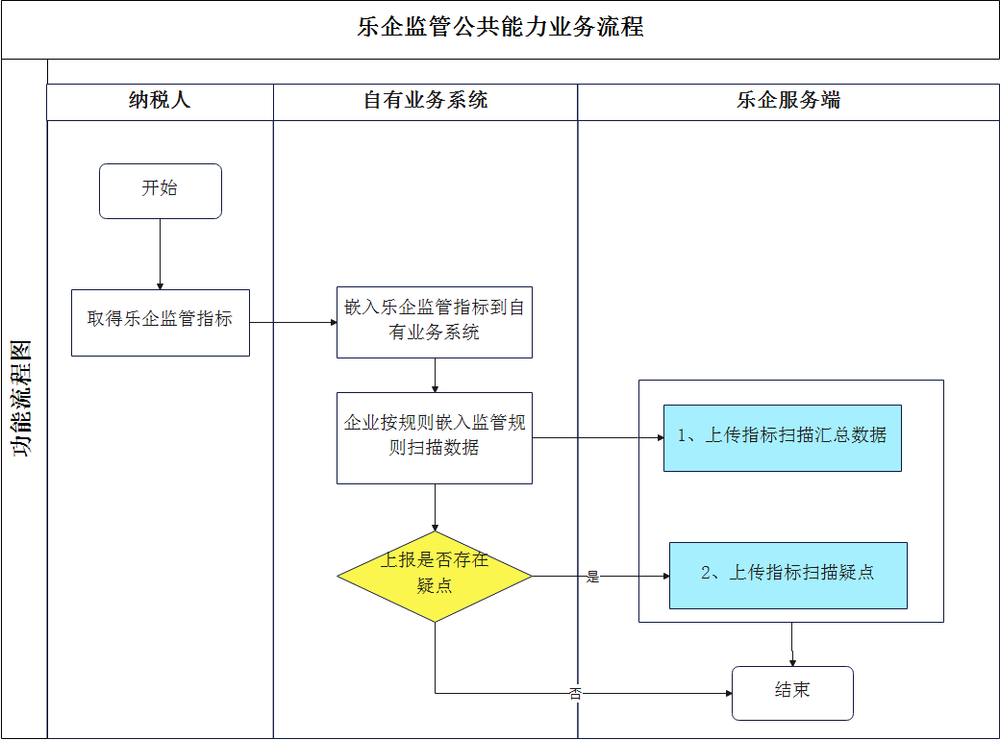 乐企监管公共能力业务流程
纳税人
自有业务系统
乐企服务端
功能流程图
开始
取得乐企监管指标
嵌入乐企监管指标到自
有业务系统
企业按规则嵌入监管规
则扫描数据
1、上传指标扫描汇总数据
上报是否存在
疑点
是
2、上传指标扫描疑点
否
结束